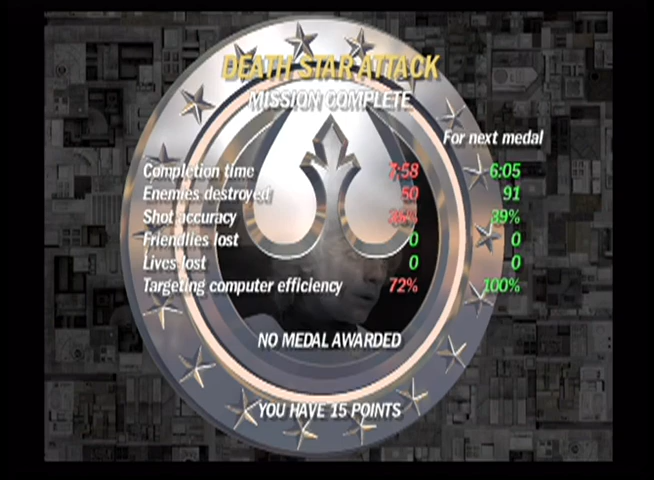 DEATH STAR ATTACK
MISSION COMPLETE
For next medal
Completion time 7:58 6:05
Enemies destroyed 50 91
Shot accuracy 39%
Friendlies lost 0 0
Lives lost 0 0
Targeting computer efficiency 72% 100%
NO MEDAL AWARDED
YOU HAVE 15 POINTS